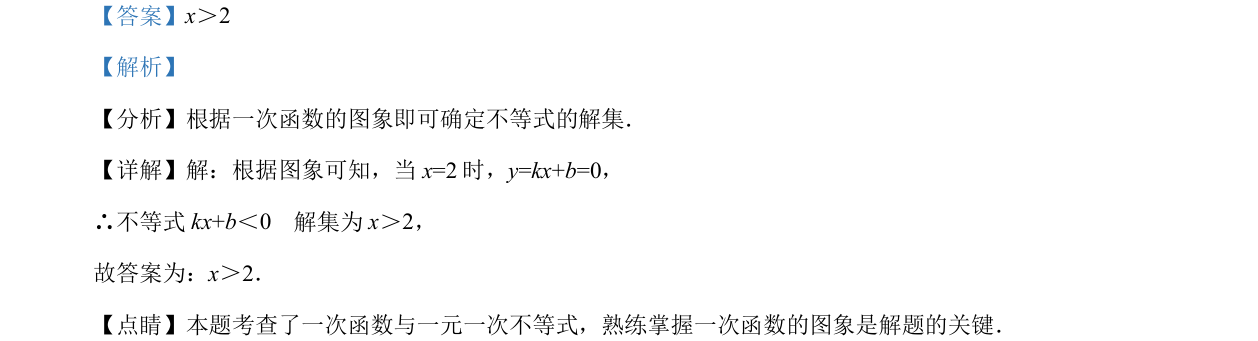 【答案】x＞2
【解析】
【分析】根据一次函数的图象即可确定不等式的解集．
【详解】解：根据图象可知，当 x=2 时，y=kx+b=0，
∴不等式 kx+b＜0　解集为 x＞2，
故答案为：x＞2．
【点睛】本题考查了一次函数与一元一次不等式，熟练掌握一次函数的图象是解题的关键．